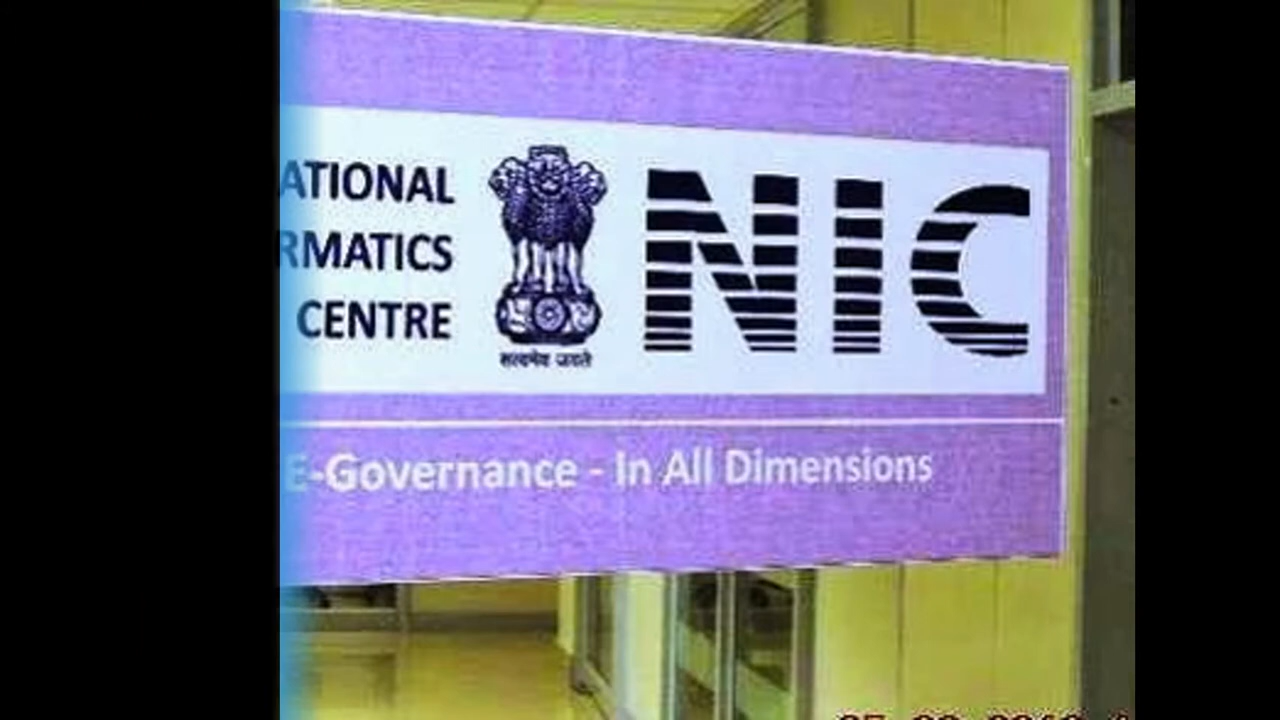 ATIONAL
RMATICS
CENTRE
सत्यमेव जयते
NIC
E-Governance - In All Dimensions